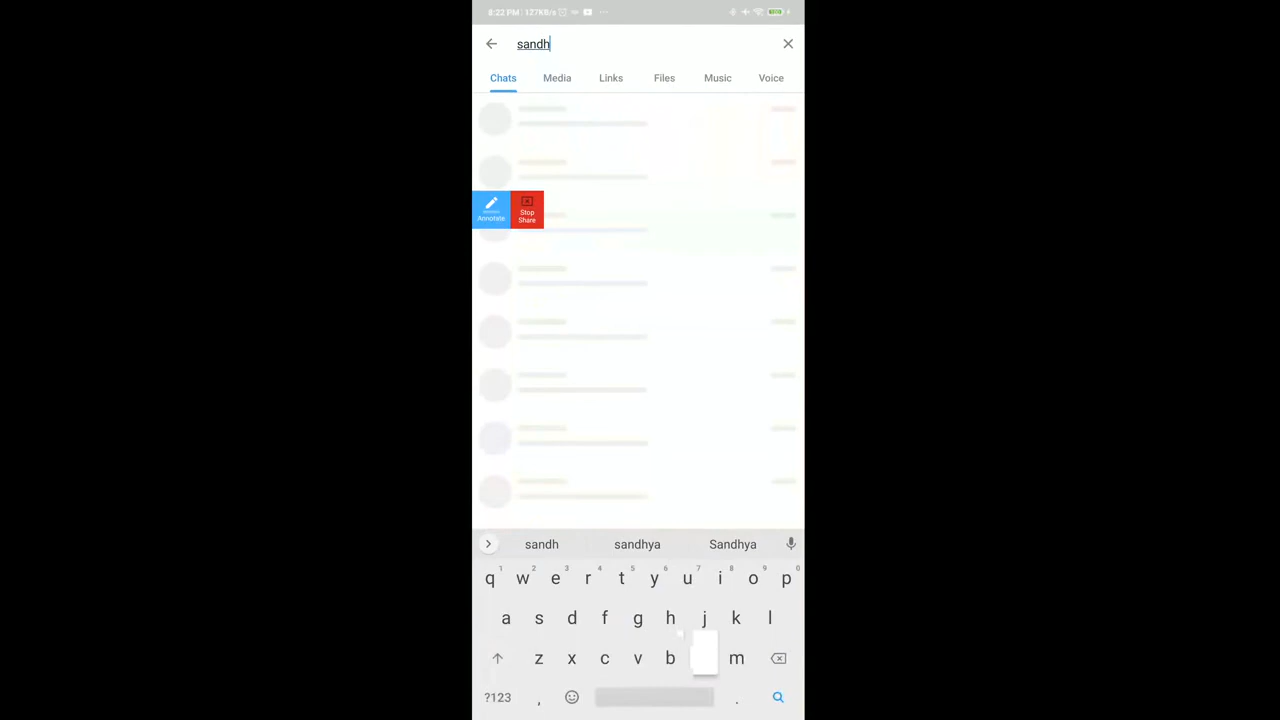 8:22 PM | 127KB/s ...
sandh
Chats Media Links Files Music Voice
Annotate Stop Share
sandh sandhya Sandhya
1 2 3 4 5 6 7 8 9 0
q w e r t y u i o p
a s d f g h j k l
z x c v b m
?123 , .